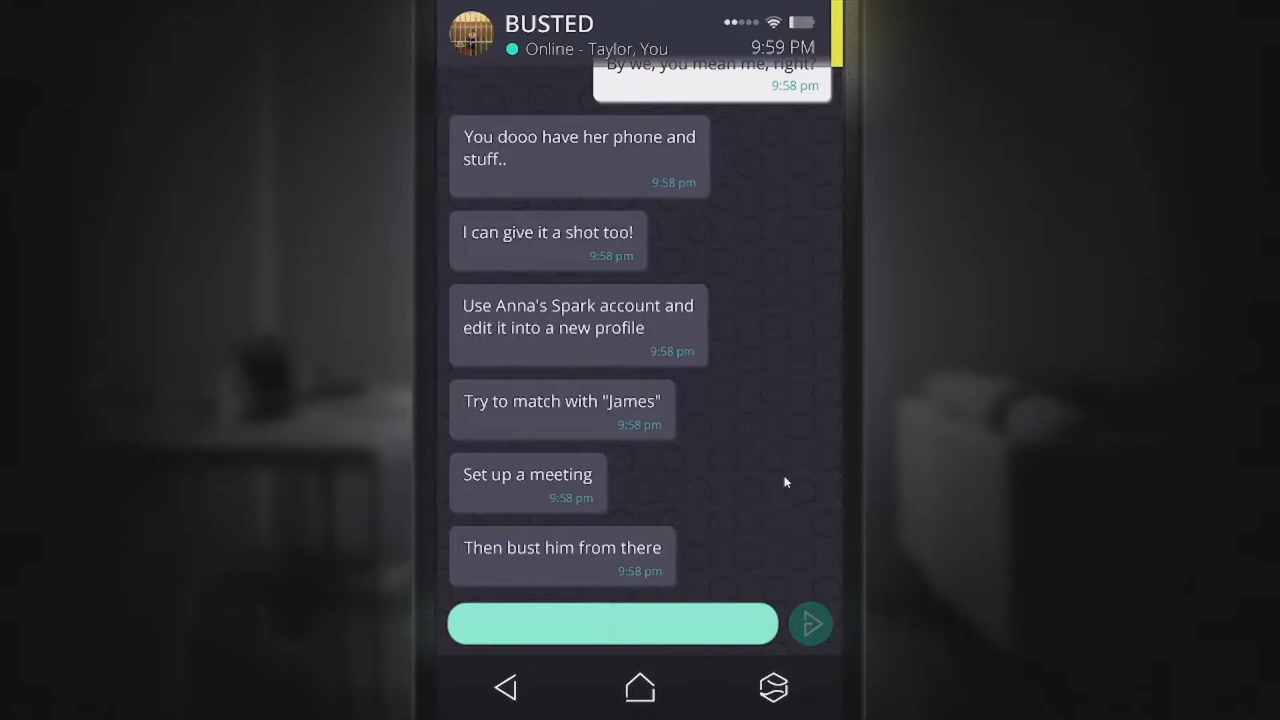 BUSTED
Online - Taylor, You
9:59 PM
By we, you mean me, right?
9:58 pm
You dooo have her phone and
stuff..
9:58 pm
I can give it a shot too!
9:58 pm
Use Anna's Spark account and
edit it into a new profile
9:58 pm
Try to match with "James"
9:58 pm
Set up a meeting
9:58 pm
Then bust him from there
9:58 pm